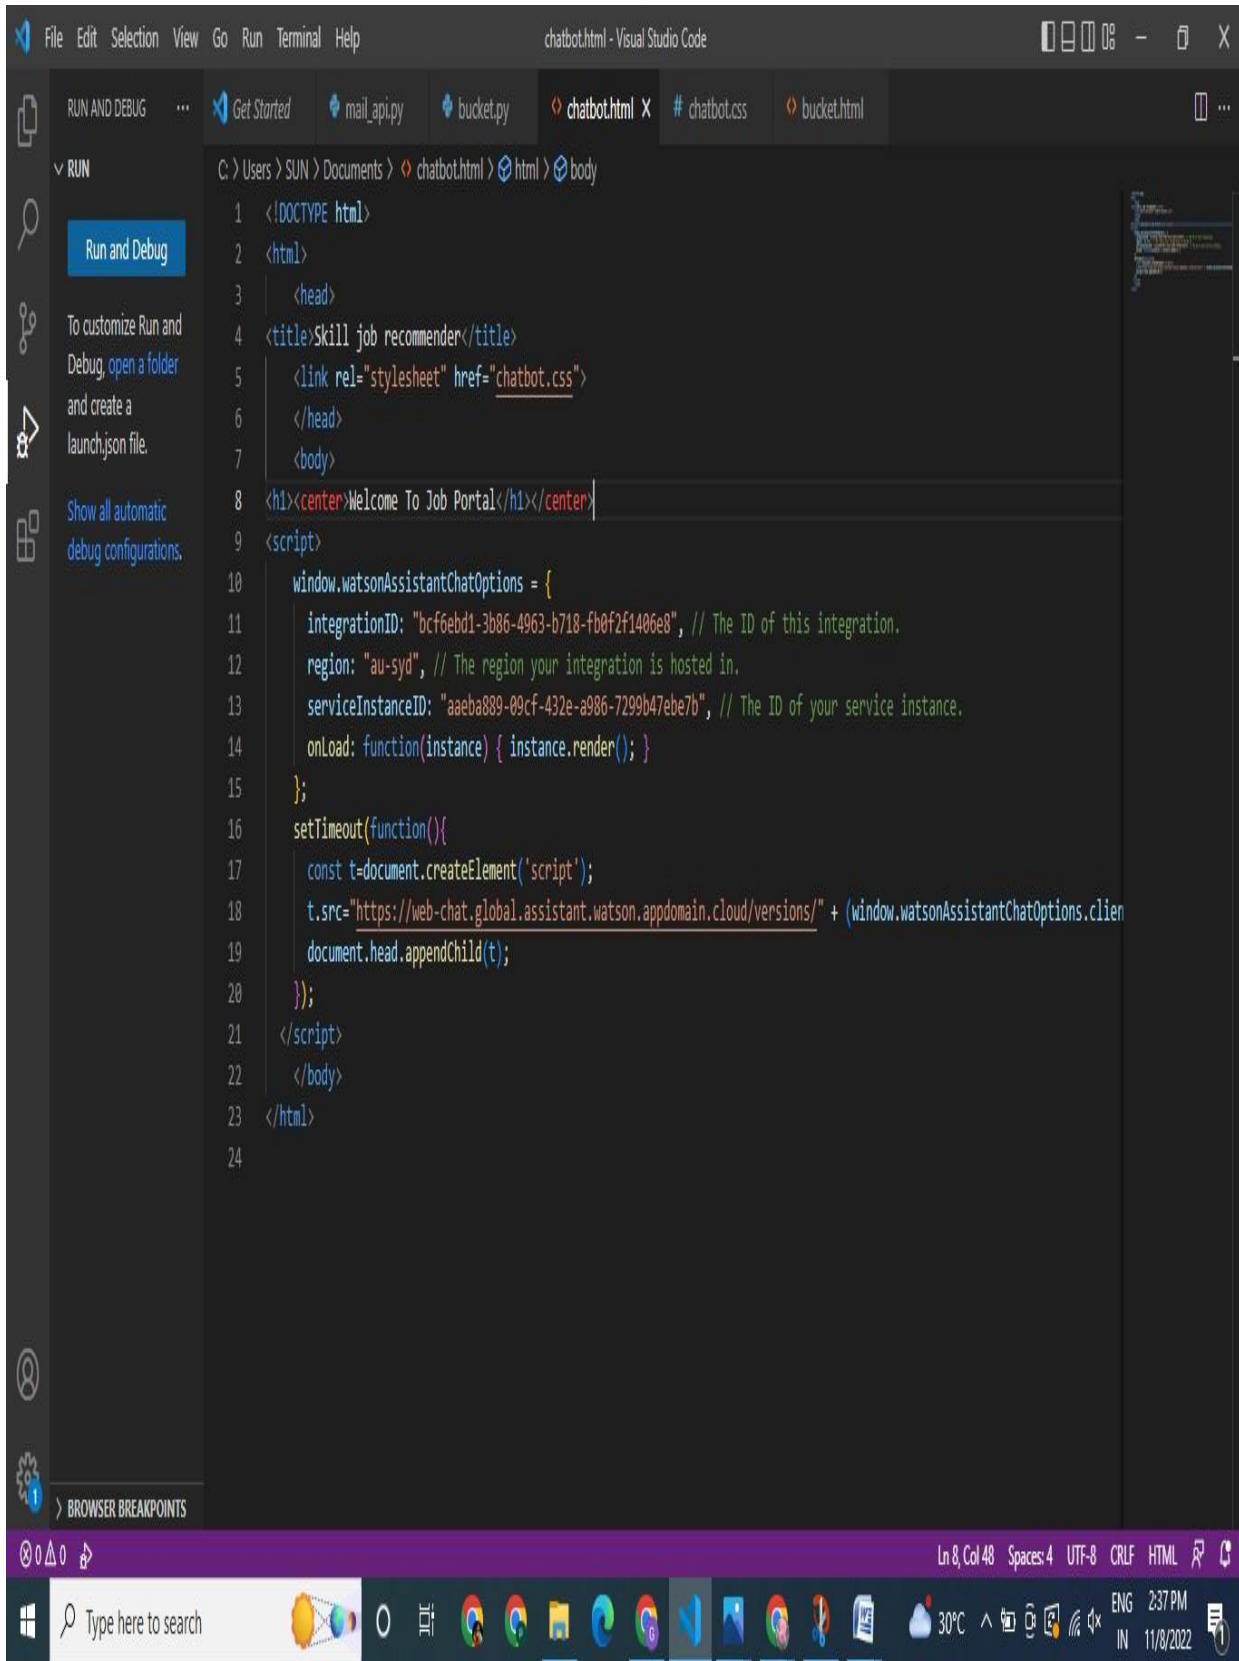 File Edit Selection View Go Run Terminal Help chatbot.html - Visual Studio Code
RUN AND DEBUG ··· Get Started mail_api.py bucket.py chatbot.html X # chatbot.css bucket.html ···
RUN
C: > Users > SUN > Documents > chatbot.html > html > body
Run and Debug
To customize Run and
Debug, open a folder
and create a
launch.json file.
Show all automatic
debug configurations.
1 <!DOCTYPE html>
2 <html>
3 <head>
4 <title>Skill job recommender</title>
5 <link rel="stylesheet" href="chatbot.css">
6 </head>
7 <body>
8 <h1><center>Welcome To Job Portal</h1></center>
9 <script>
10 window.watsonAssistantChatOptions = {
11 integrationID: "bcf6ebd1-3b86-4963-b718-fb0f2f1406e8", // The ID of this integration.
12 region: "au-syd", // The region your integration is hosted in.
13 serviceInstanceID: "aaeba889-09cf-432e-a986-7299b47ebe7b", // The ID of your service instance.
14 onLoad: function(instance) { instance.render(); }
15 };
16 setTimeout(function(){
17 const t=document.createElement('script');
18 t.src="https://web-chat.global.assistant.watson.appdomain.cloud/versions/" + (window.watsonAssistantChatOptions.clien
19 document.head.appendChild(t);
20 });
21 </script>
22 </body>
23 </html>
24
BROWSER BREAKPOINTS
0 0 Ln 8, Col 48 Spaces: 4 UTF-8 CRLF HTML
Type here to search 30°C ENG 2:37 PM
IN 11/8/2022